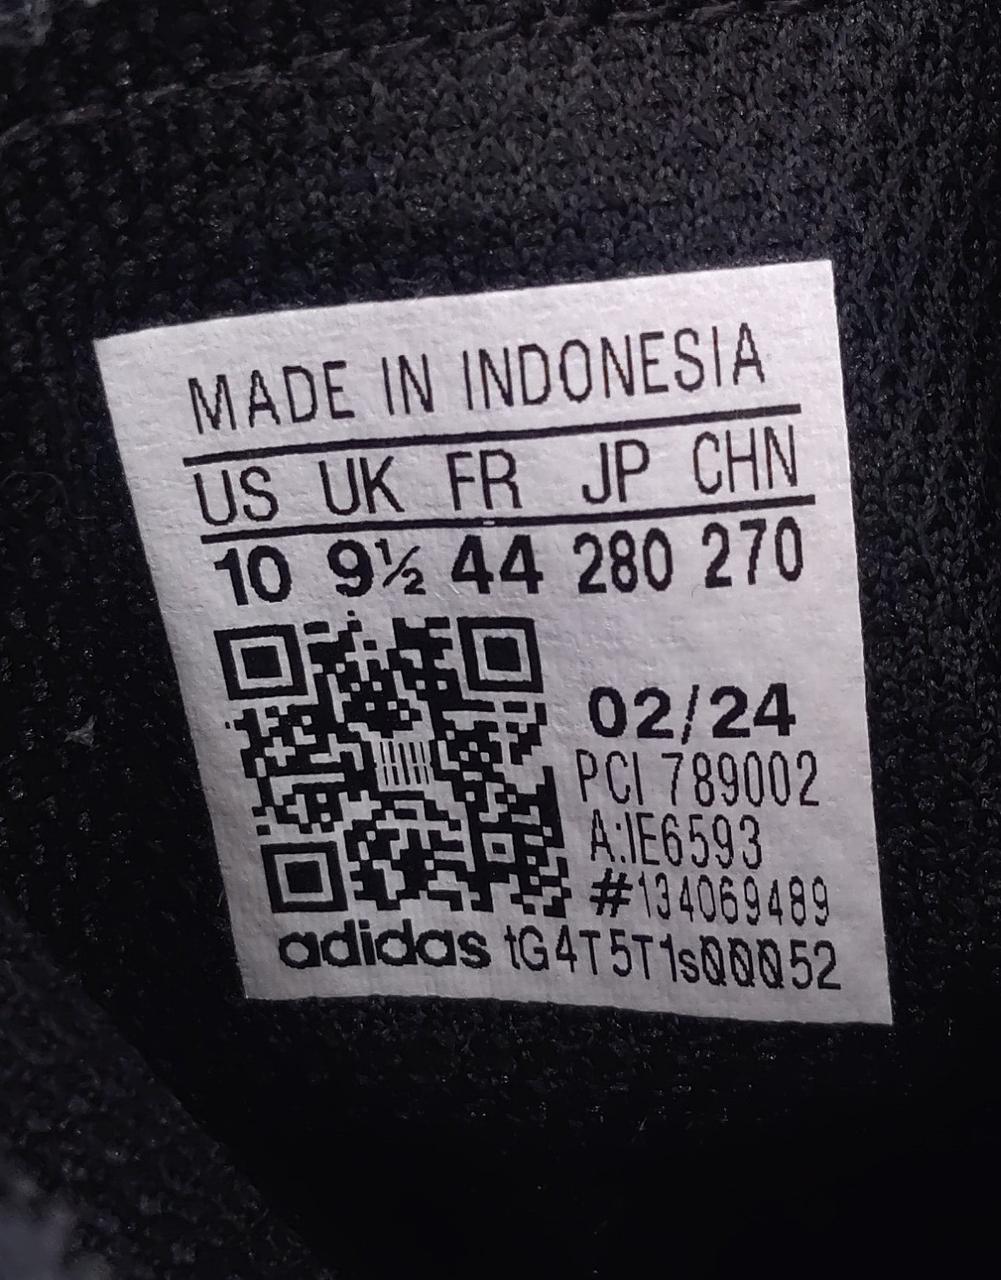 MADE IN INDONESIA
US UK FR JP CHN
10 9½ 44 280 270
02/24
PCI 789002
A:IE6593
#134069489
adidas tG4T5T1s00052